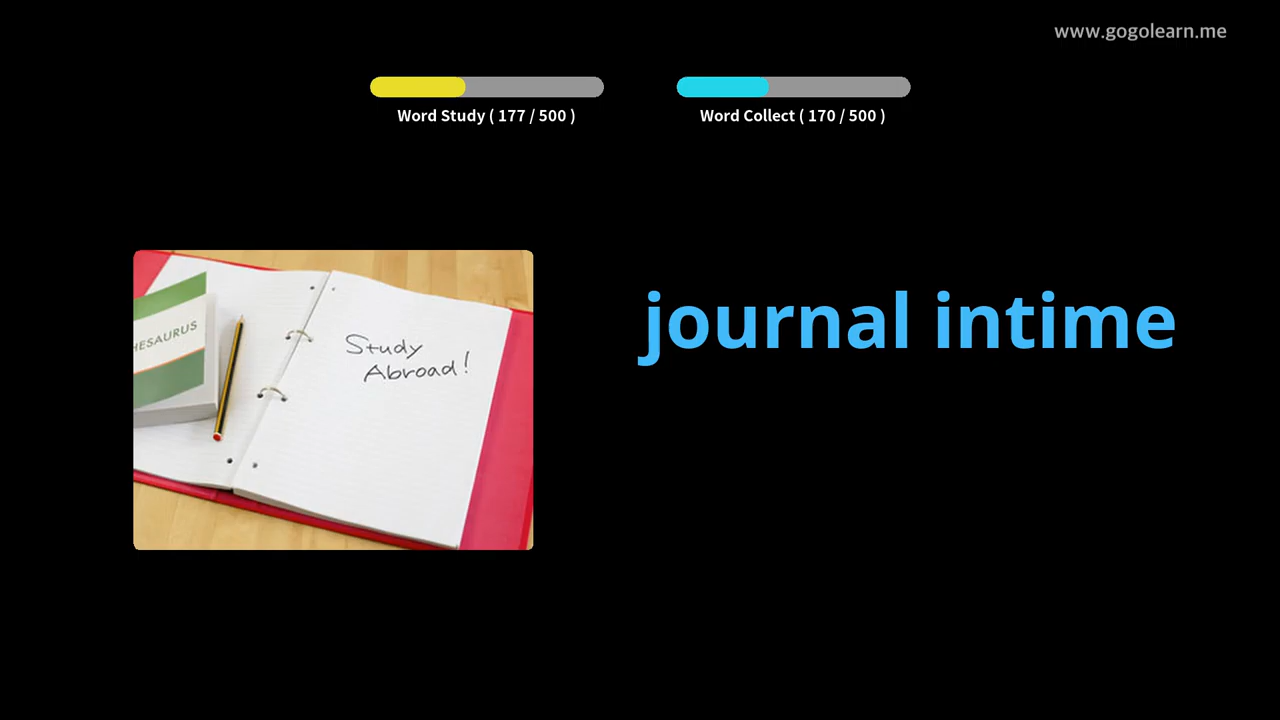 www.gogolearn.me
Word Study ( 177 / 500 )
Word Collect ( 170 / 500 )
journal intime
HESAURUS
Study
Abroad!